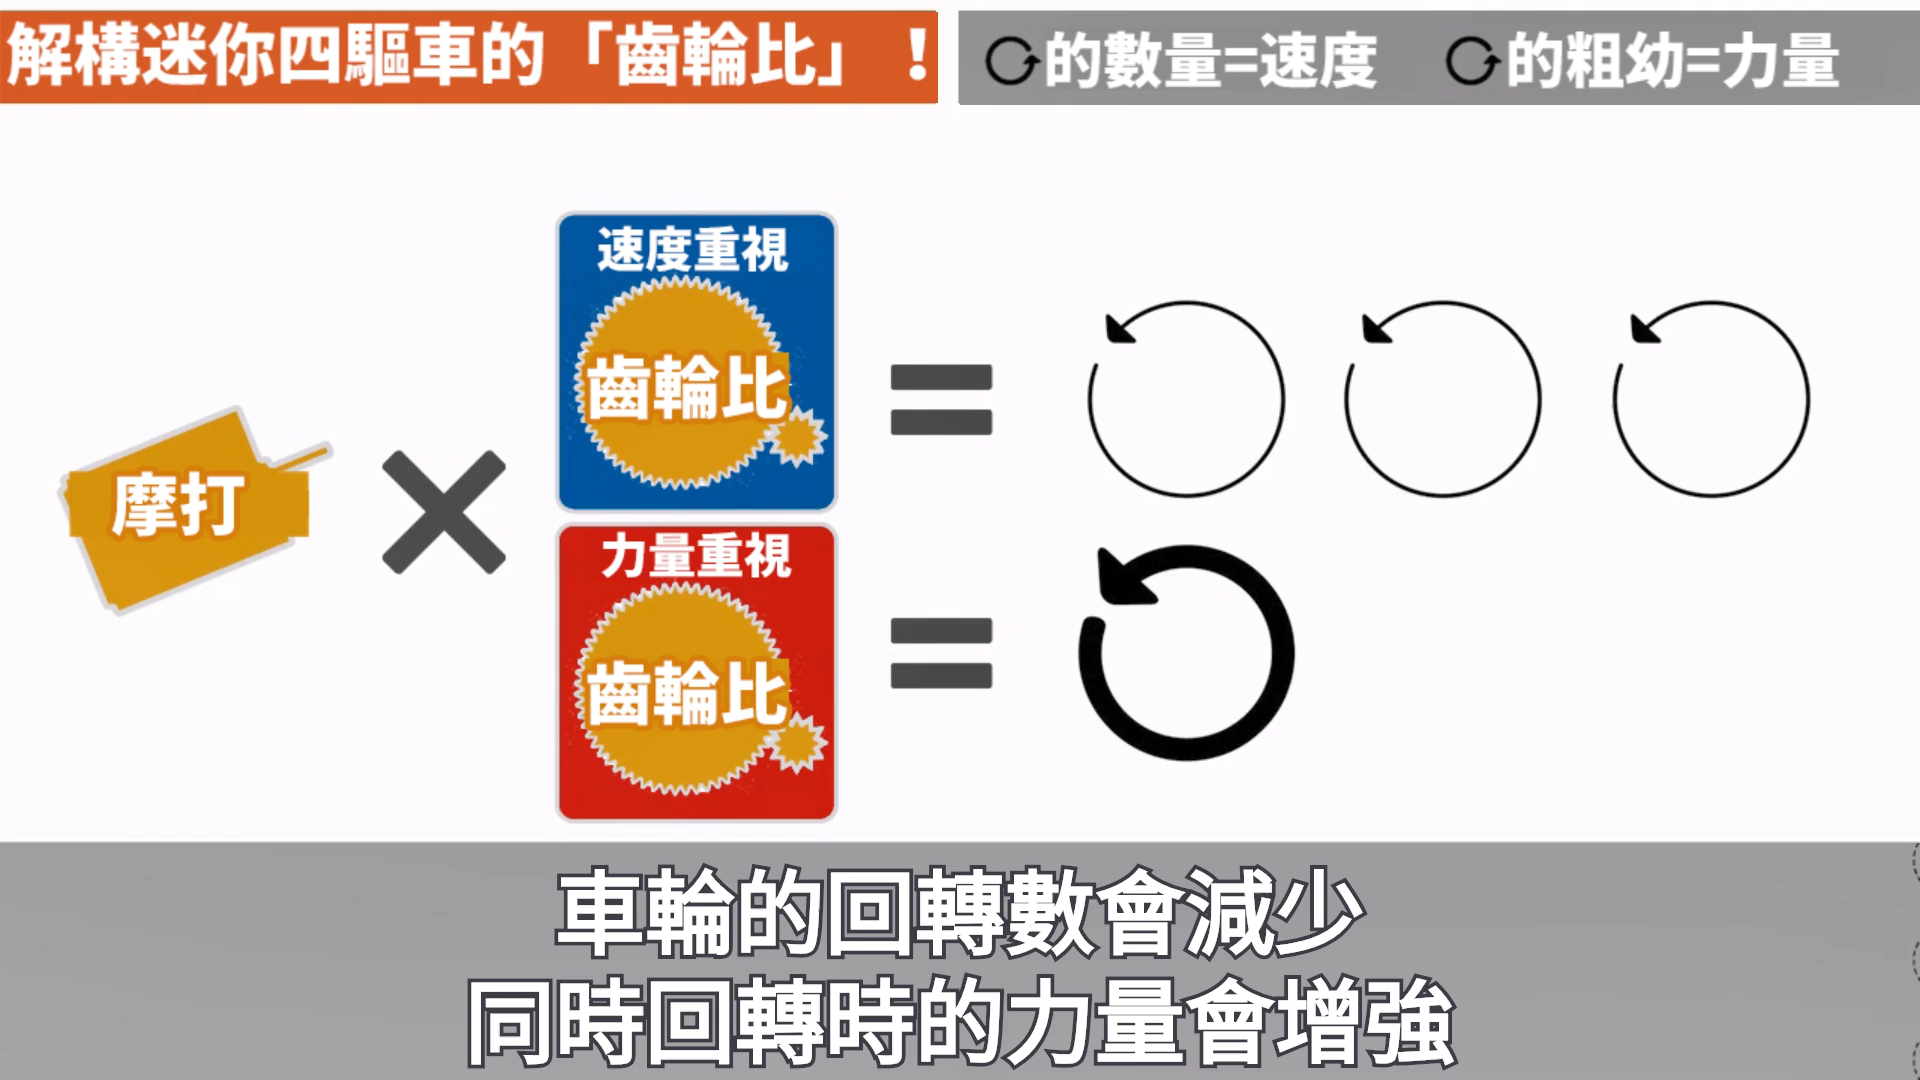 解構迷你四驅車的「齒輪比」！
的數量=速度
的粗幼=力量
速度重視
齒輪比
摩打
力量重視
齒輪比
車輪的回轉數會減少
同時回轉時的力量會增強